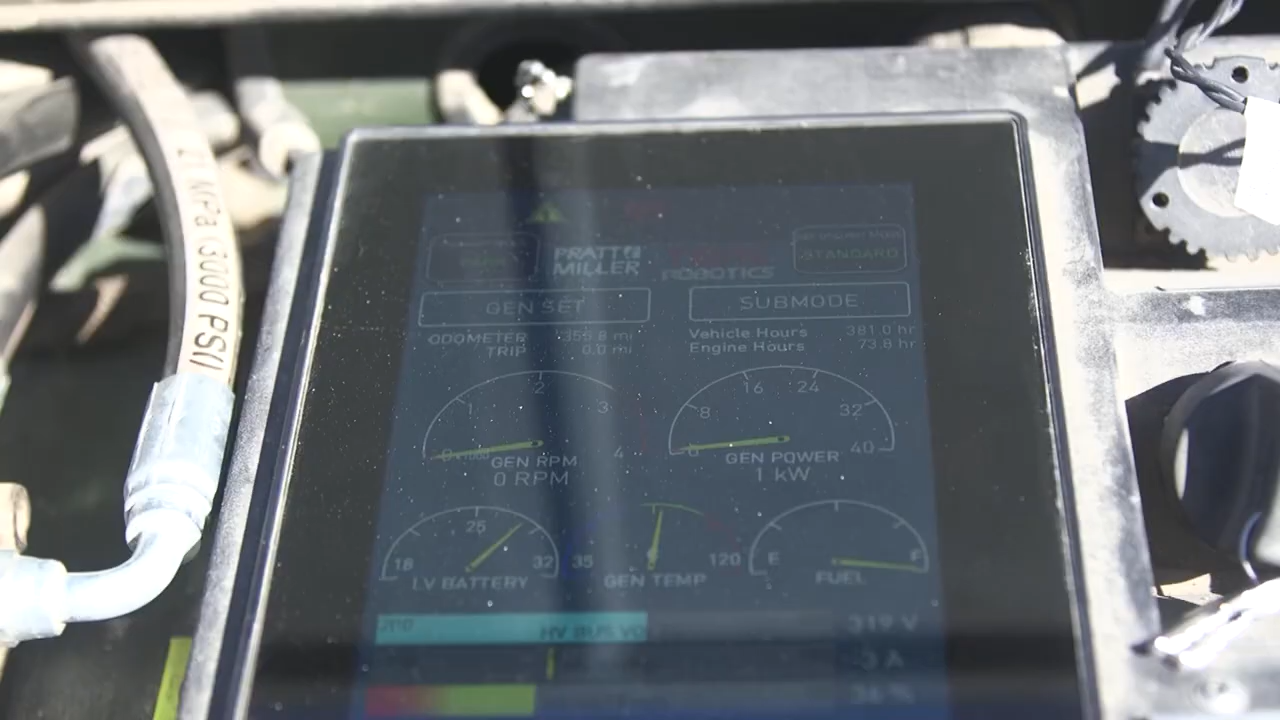 21 MPa (3000 PSI)
PRATT
MILLER
ROBOTICS
STANDARD
GEN SET
SUBMODE
ODOMETER 356.8 mi
TRIP 0.0 mi
Vehicle Hours 381.0 hr
Engine Hours 73.8 hr
0 1 2 3 4
x1000
GEN RPM
0 RPM
0 8 16 24 32 40
GEN POWER
1 kW
18 25 32
LV BATTERY
35 120
GEN TEMP
E F
FUEL
HV BUS
319 V
-3 A